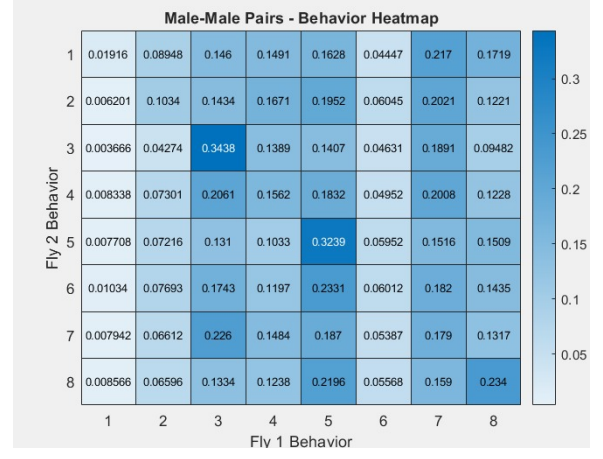 Male-Male Pairs - Behavior Heatmap
1 0.01916 0.08948 0.146 0.1491 0.1628 0.04447 0.217 0.1719
2 0.006201 0.1034 0.1434 0.1671 0.1952 0.06045 0.2021 0.1221
3 0.003666 0.04274 0.3438 0.1389 0.1407 0.04631 0.1891 0.09482
4 0.008338 0.07301 0.2061 0.1562 0.1832 0.04952 0.2008 0.1228
5 0.007708 0.07216 0.131 0.1033 0.3239 0.05952 0.1516 0.1509
6 0.01034 0.07693 0.1743 0.1197 0.2331 0.06012 0.182 0.1435
7 0.007942 0.06612 0.226 0.1484 0.187 0.05387 0.179 0.1317
8 0.008566 0.06596 0.1334 0.1238 0.2196 0.05568 0.159 0.234
1 2 3 4 5 6 7 8
Fly 1 Behavior
Fly 2 Behavior
0.3
0.25
0.2
0.15
0.1
0.05